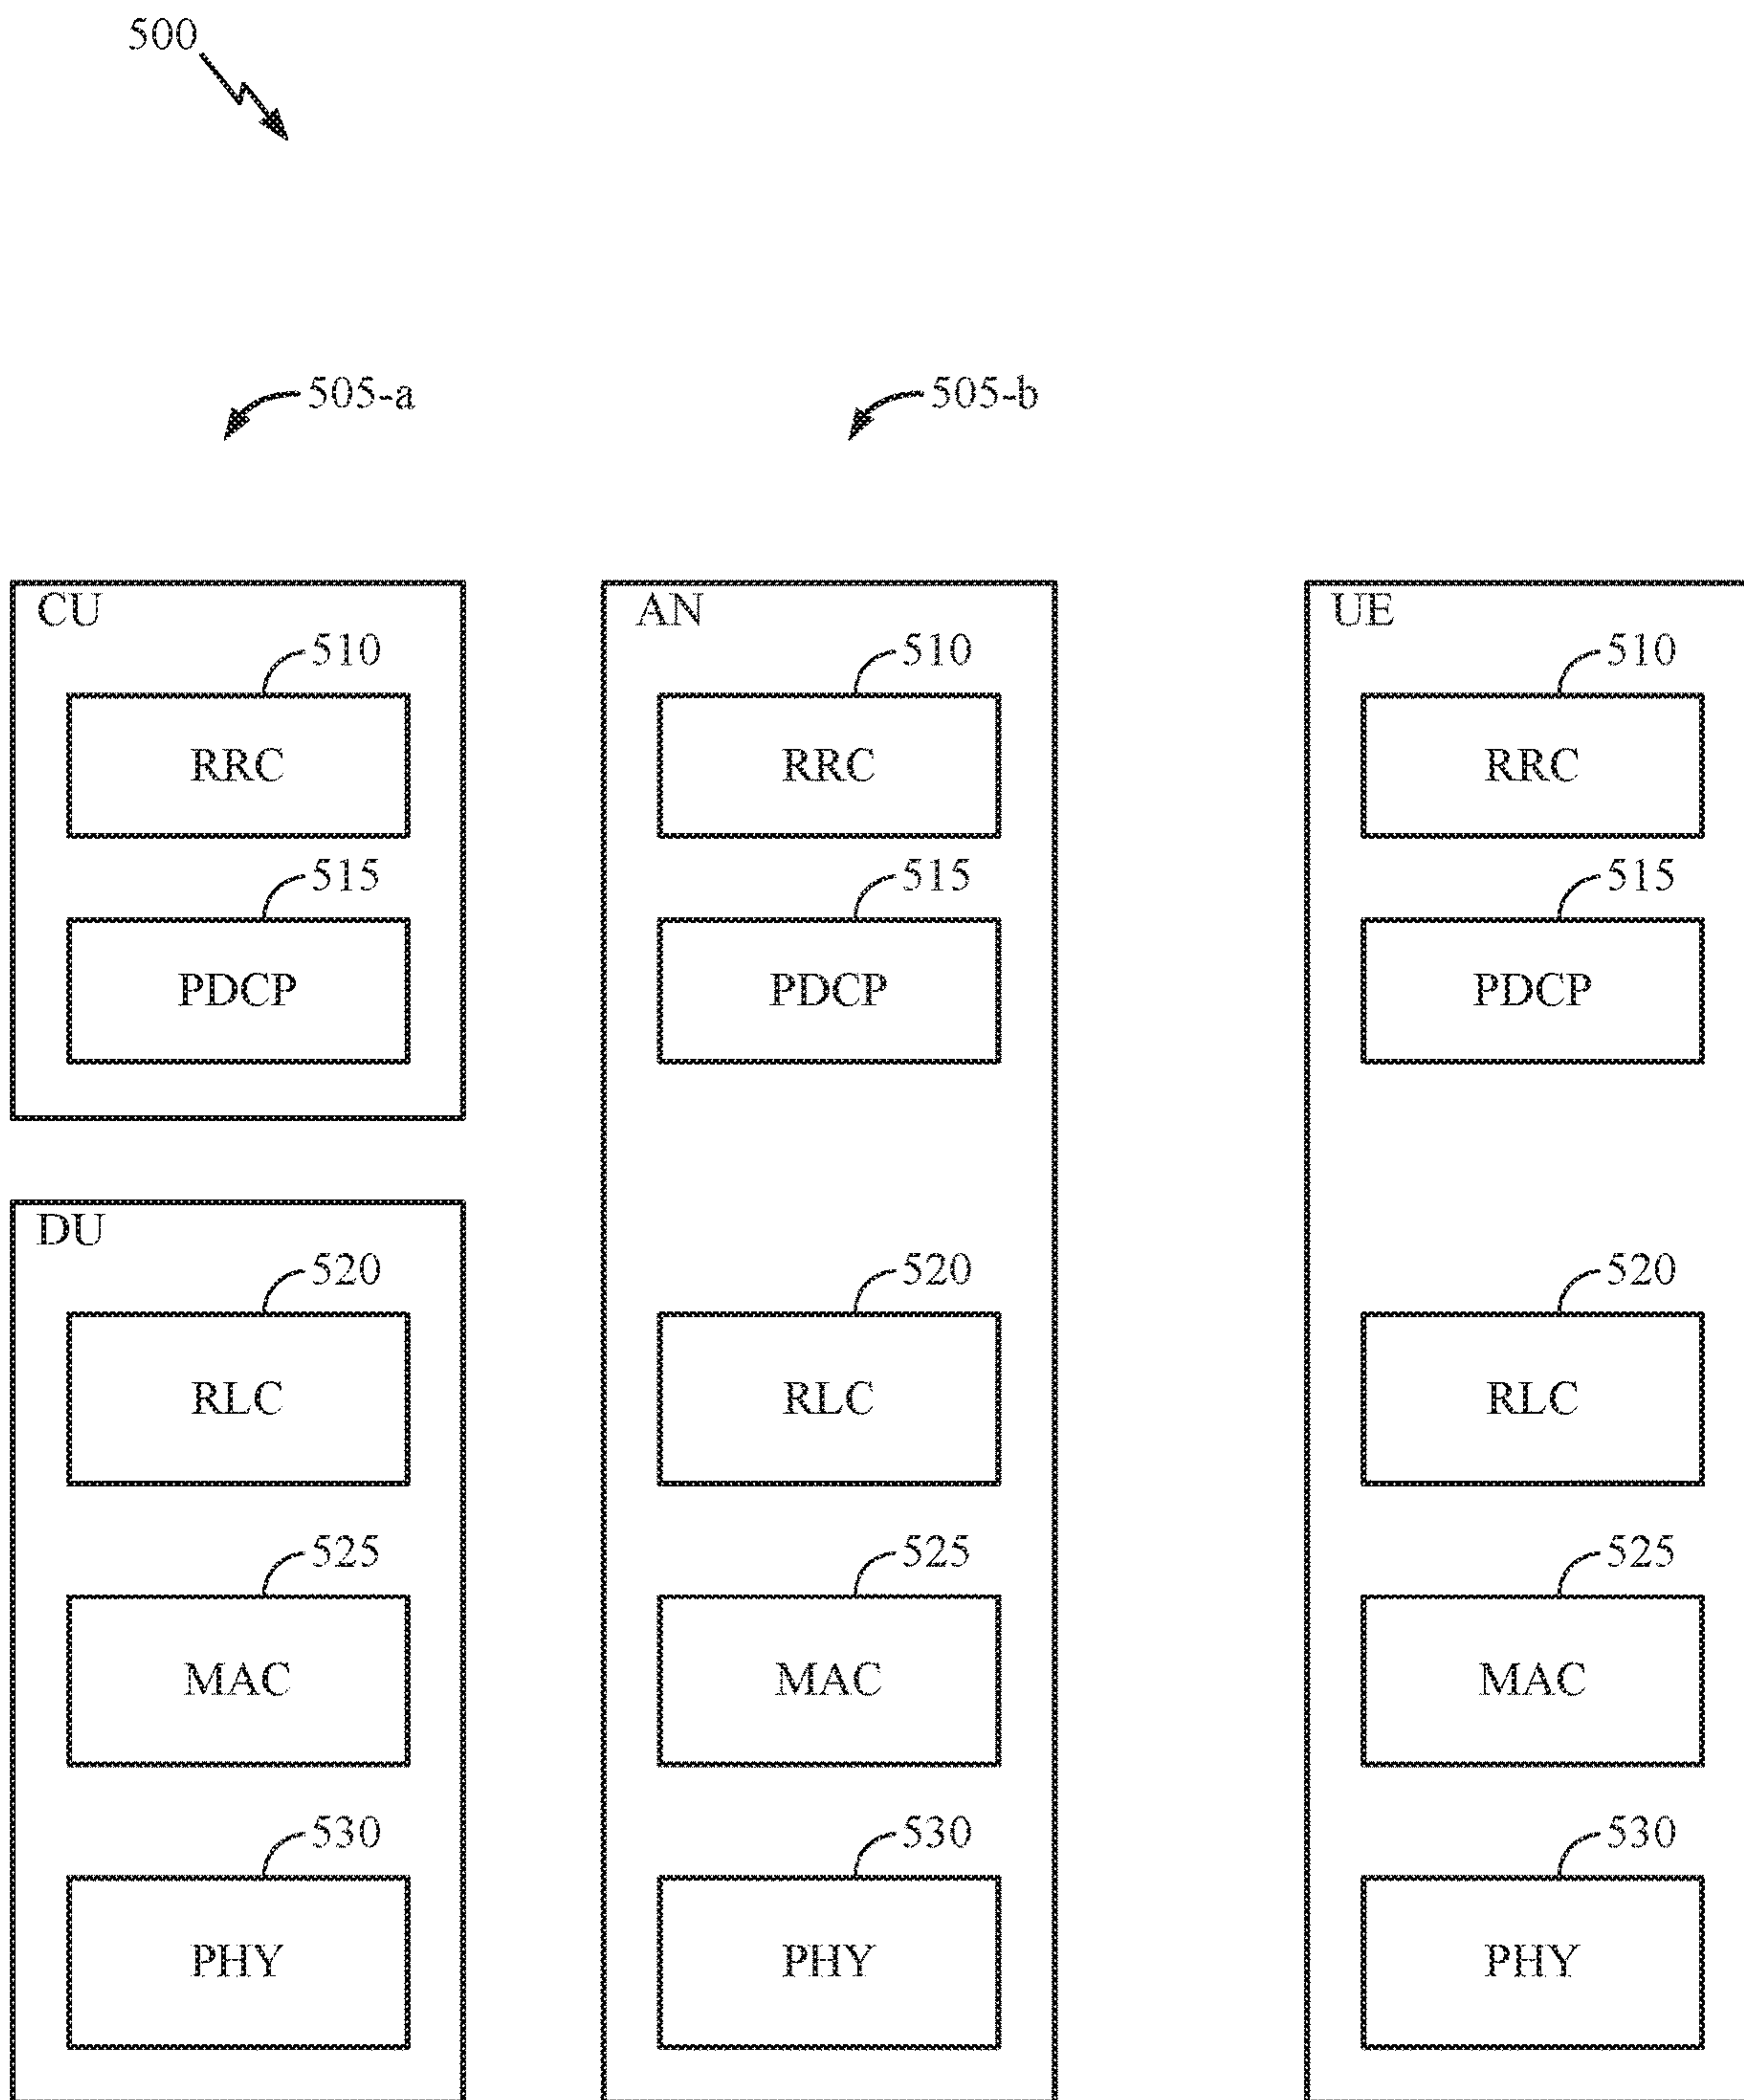 500
505-a 505-b
CU AN UE
510 510 510
RRC RRC RRC
515 515 515
PDCP PDCP PDCP
DU
520 520 520
RLC RLC RLC
525 525 525
MAC MAC MAC
530 530 530
PHY PHY PHY